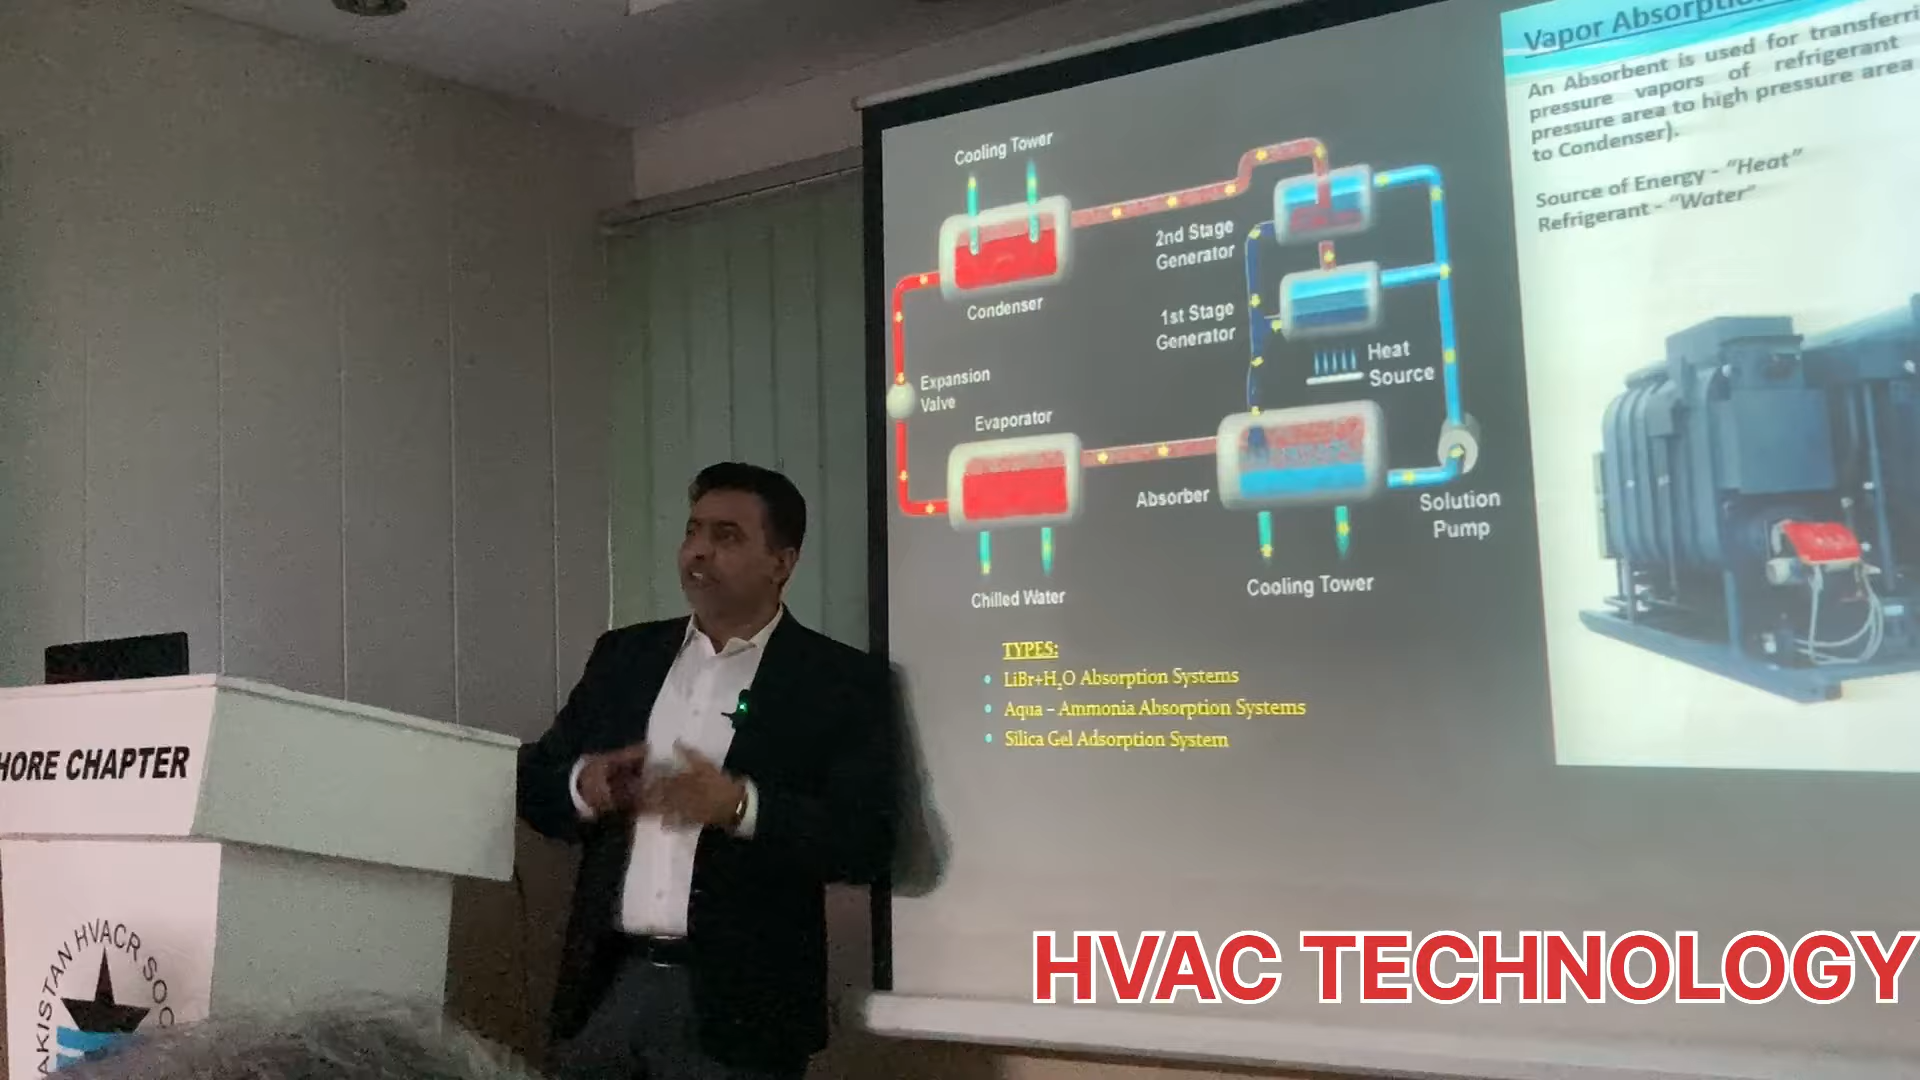 Vapor Absorption
An Absorbent is used for transferri
pressure vapors of refrigerant
pressure area to high pressure area
to Condenser).
Source of Energy - “Heat”
Refrigerant - “Water”
Cooling Tower
2nd Stage
Generator
Condenser
1st Stage
Generator
Heat
Source
Expansion
Valve
Evaporator
Absorber
Solution
Pump
Chilled Water
Cooling Tower
TYPES:
• LiBr+H₂O Absorption Systems
• Aqua – Ammonia Absorption Systems
• Silica Gel Adsorption System
HORE CHAPTER
AKISTAN HVACR SOC
HVAC TECHNOLOGY